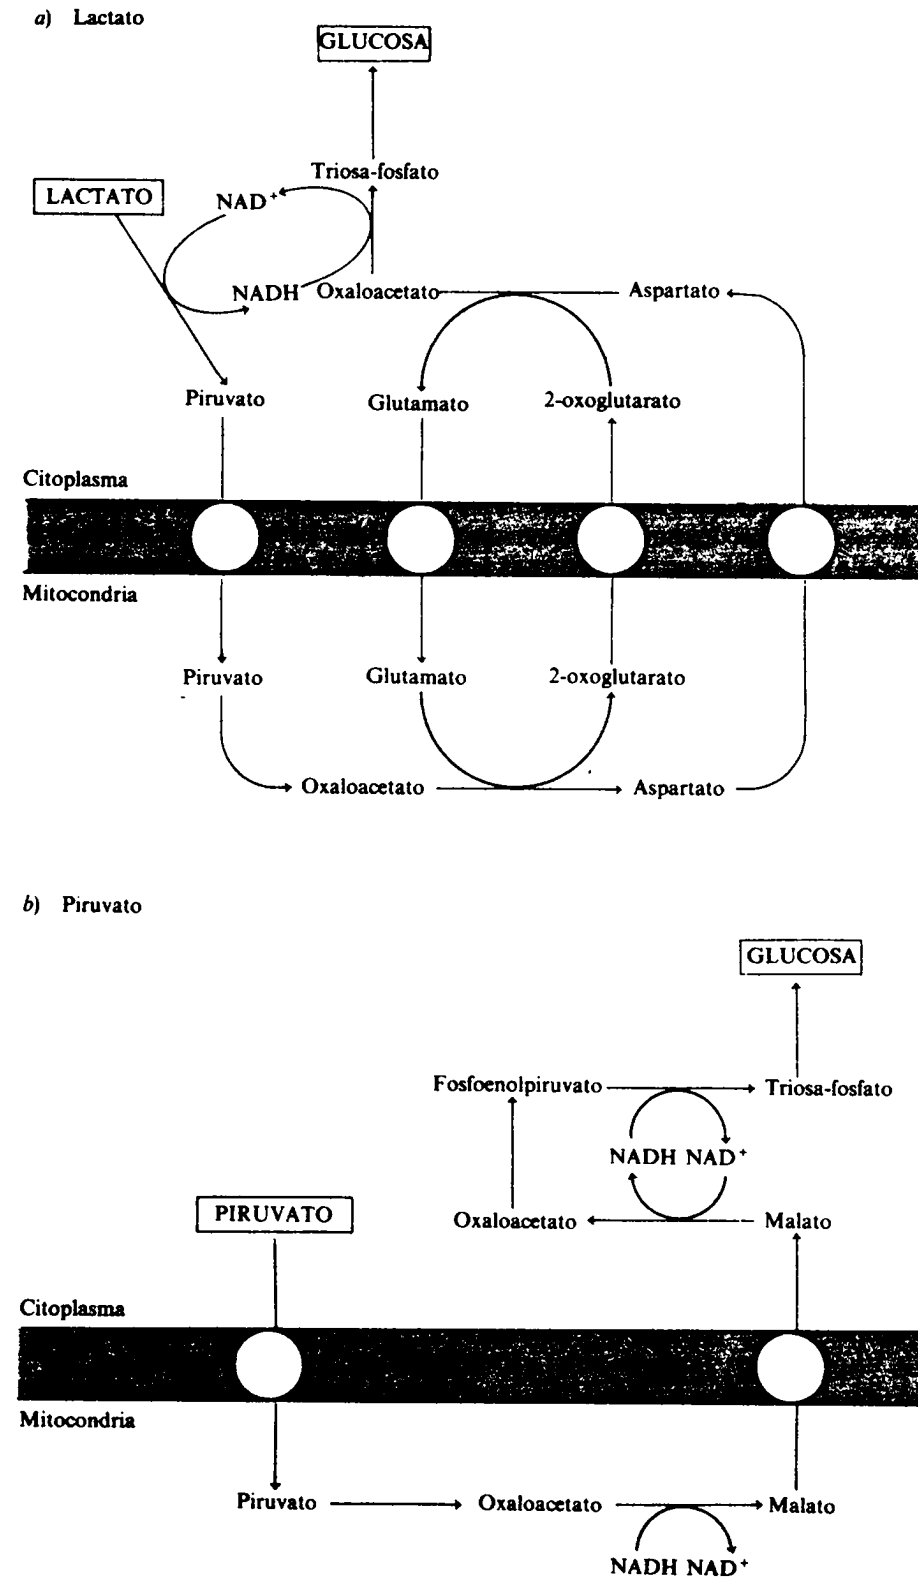 a) Lactato
GLUCOSA
Triosa-fosfato
LACTATO
NAD+
NADH Oxaloacetato Aspartato
Piruvato Glutamato 2-oxoglutarato
Citoplasma
Mitocondria
Piruvato Glutamato 2-oxoglutarato
Oxaloacetato Aspartato
b) Piruvato
GLUCOSA
Fosfoenolpiruvato Triosa-fosfato
NADH NAD+
PIRUVATO
Oxaloacetato Malato
Citoplasma
Mitocondria
Piruvato Oxaloacetato Malato
NADH NAD+